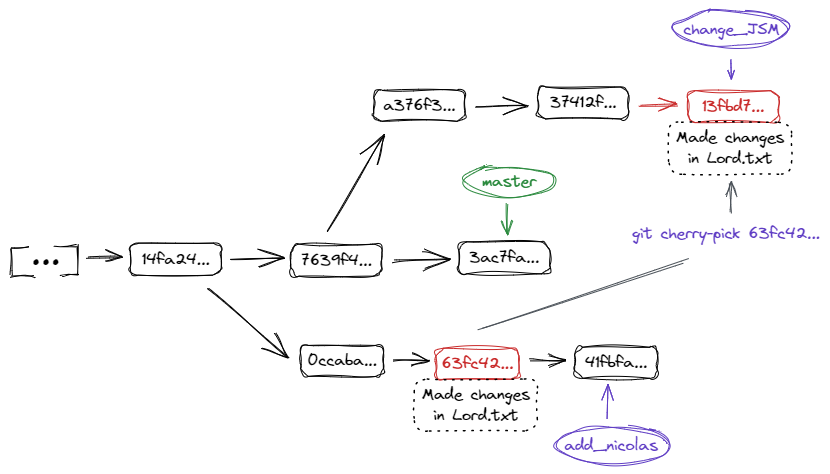 change_JSM
a376f3...
37412f...
13fbd7...
Made changes
in Lord.txt
master
git cherry-pick 63fc42...
...
14fa24...
7639f4...
3ac7fa...
0ccaba...
63fc42...
41fbfa...
Made changes
in Lord.txt
add_nicolas